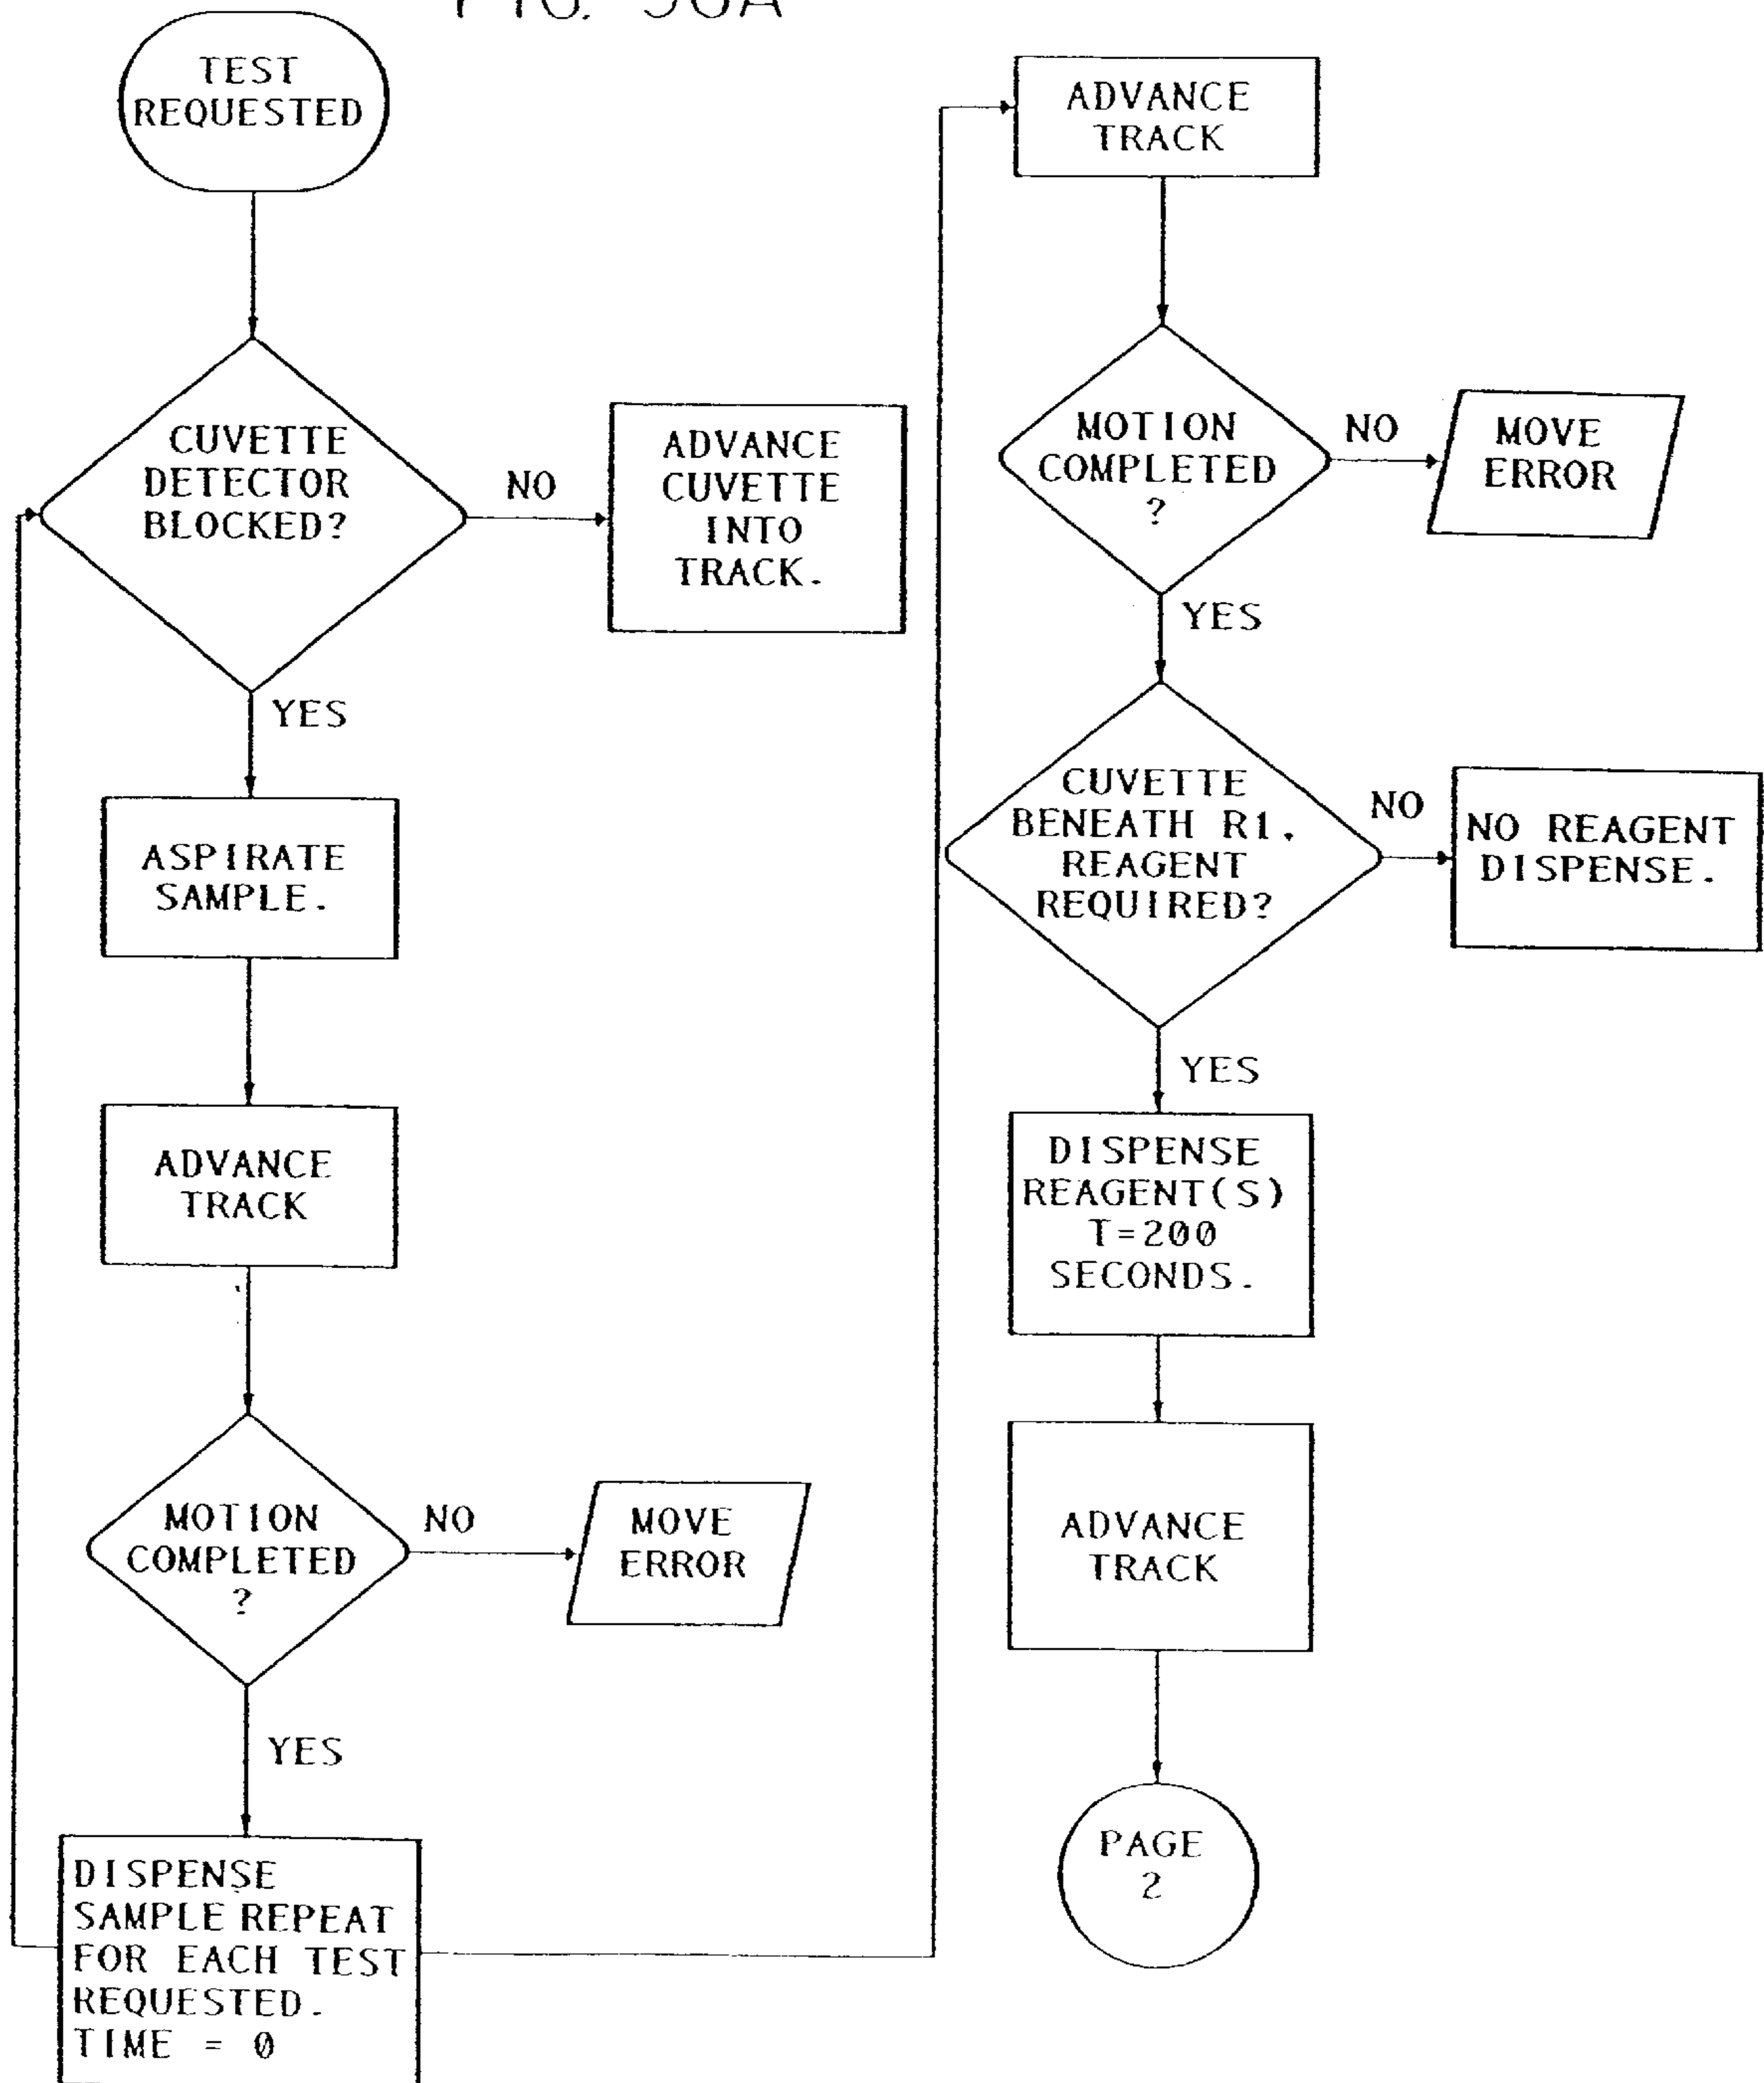 TEST
REQUESTED
CUVETTE
DETECTOR
BLOCKED?
NO
ADVANCE
CUVETTE
INTO
TRACK.
YES
ASPIRATE
SAMPLE.
ADVANCE
TRACK
MOTION
COMPLETED
?
NO
MOVE
ERROR
YES
DISPENSE
SAMPLE REPEAT
FOR EACH TEST
REQUESTED.
TIME = 0
ADVANCE
TRACK
MOTION
COMPLETED
?
NO
MOVE
ERROR
YES
CUVETTE
BENEATH R1.
REAGENT
REQUIRED?
NO
NO REAGENT
DISPENSE.
YES
DISPENSE
REAGENT(S)
T=200
SECONDS.
ADVANCE
TRACK
PAGE
2